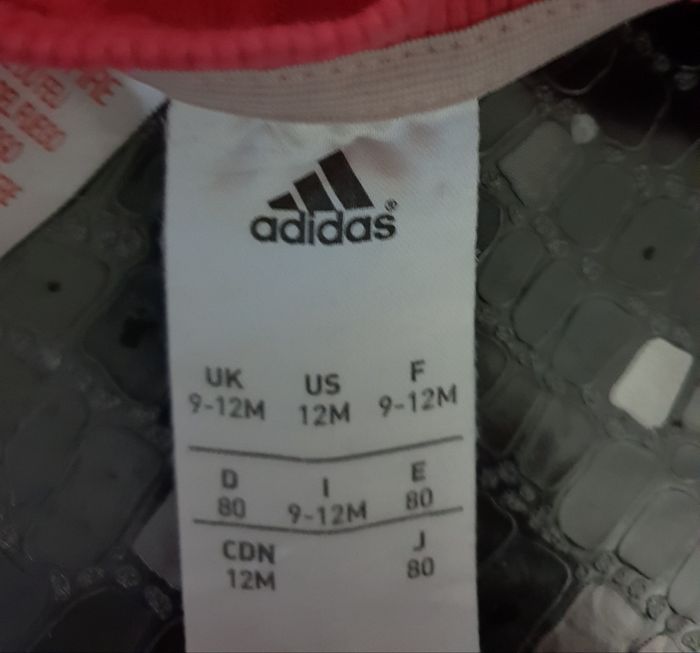 adidas®
UK US F
9-12M 12M 9-12M
D I E
80 9-12M 80
CDN J
12M 80